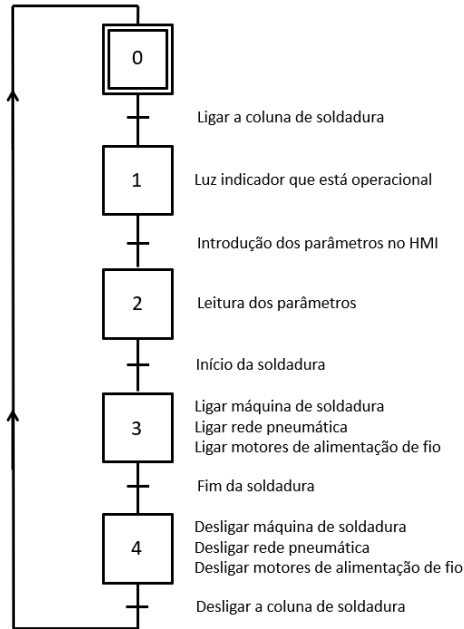 0
Ligar a coluna de soldadura
1
Luz indicador que está operacional
Introdução dos parâmetros no HMI
2
Leitura dos parâmetros
Início da soldadura
3
Ligar máquina de soldadura
Ligar rede pneumática
Ligar motores de alimentação de fio
Fim da soldadura
4
Desligar máquina de soldadura
Desligar rede pneumática
Desligar motores de alimentação de fio
Desligar a coluna de soldadura